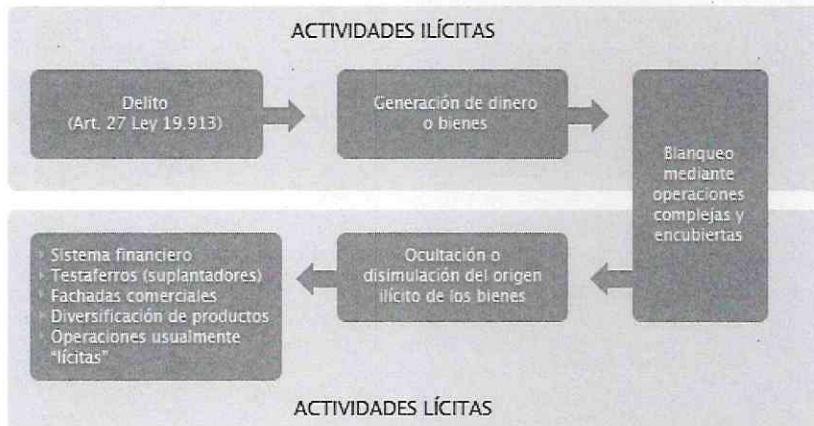 ACTIVIDADES ILÍCITAS
Delito
(Art. 27 Ley 19.913)
Generación de dinero
o bienes
Blanqueo
mediante
operaciones
complejas y
encubiertas
Ocultación o
disimulación del origen
ilícito de los bienes
Sistema financiero
Testaferros (suplantadores)
Fachadas comerciales
Diversificación de productos
Operaciones usualmente
"lícitas"
ACTIVIDADES LÍCITAS